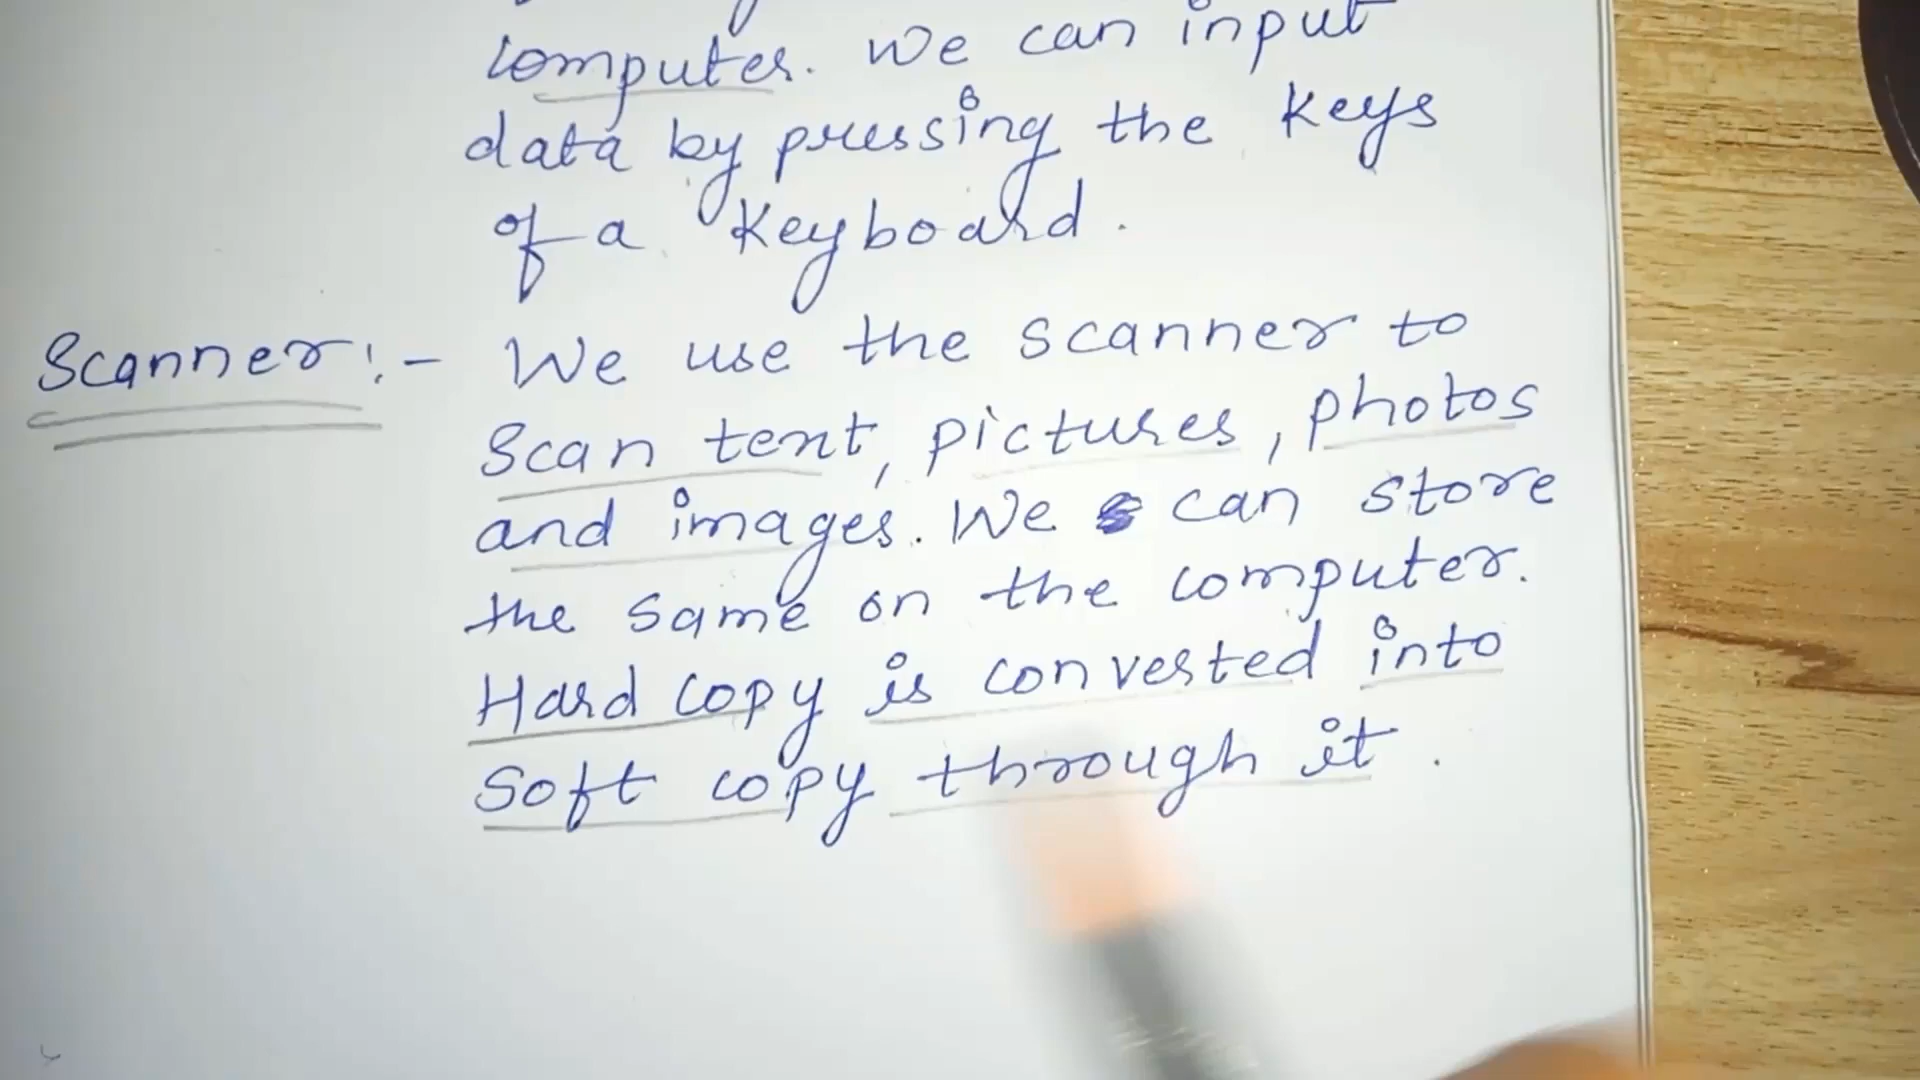 computer. We can input
data by pressing the keys
of a Keyboard.
Scanner:- We use the scanner to
Scan text, pictures, photos
and images. We can store
the same on the computer.
Hard copy is converted into
Soft copy through it.